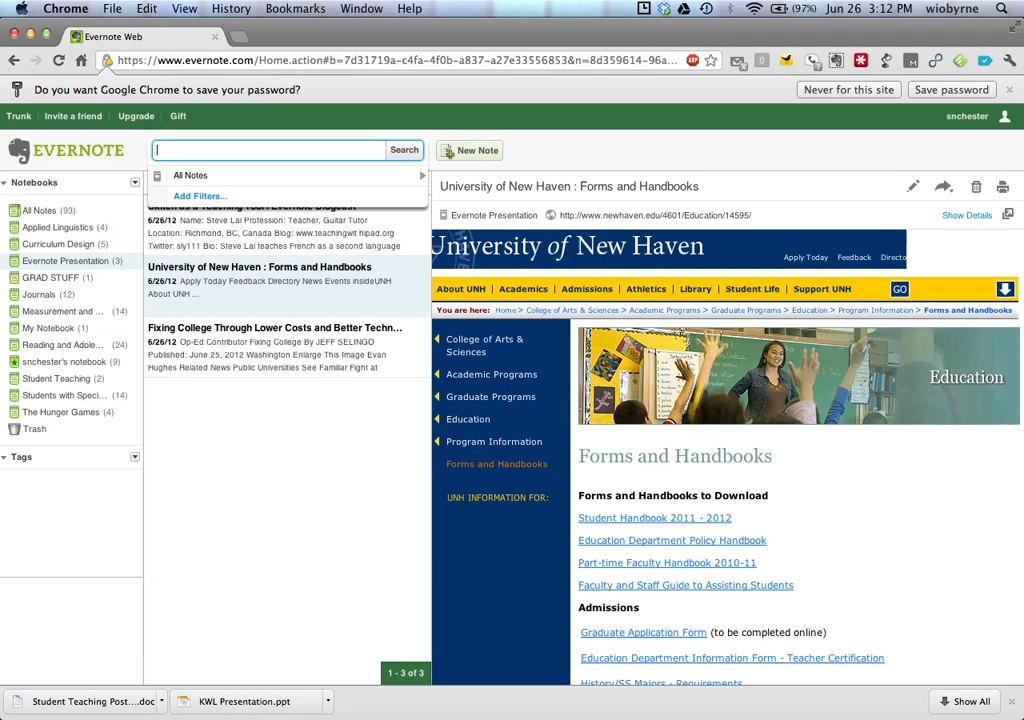 Chrome File Edit View History Bookmarks Window Help (97%) Jun 26 3:12 PM wiobyrne
Evernote Web
https://www.evernote.com/Home.action#b=7d31719a-c4fa-4f0b-a837-a27e33556853&n=8d359614-96a...
Do you want Google Chrome to save your password? Never for this site Save password
Trunk Invite a friend Upgrade Gift snchester
EVERNOTE
Search
New Note
All Notes
Add Filters...
Notebooks
All Notes (93)
Applied Linguistics (4)
Curriculum Design (5)
Evernote Presentation (3)
GRAD STUFF (1)
Journals (12)
Measurement and ... (14)
My Notebook (1)
Reading and Adole... (24)
snchester's notebook (9)
Student Teaching (2)
Students with Speci... (14)
The Hunger Games (4)
Trash
Tags
6/26/12 Name: Steve Lai Profession: Teacher, Guitar Tutor
Location: Richmond, BC, Canada Blog: www.teachingwit hipad.org
Twitter: sly111 Bio: Steve Lai teaches French as a second language
University of New Haven : Forms and Handbooks
6/26/12 Apply Today Feedback Directory News Events insideUNH
About UNH ...
Fixing College Through Lower Costs and Better Techn...
6/26/12 Op-Ed Contributor Fixing College By JEFF SELINGO
Published: June 25, 2012 Washington Enlarge This Image Evan
Hughes Related News Public Universities See Familiar Fight at
1 - 3 of 3
University of New Haven : Forms and Handbooks
Evernote Presentation http://www.newhaven.edu/4601/Education/14595/ Show Details
University of New Haven
Apply Today Feedback Directo
About UNH Academics Admissions Athletics Library Student Life Support UNH GO
You are here: Home > College of Arts & Sciences > Academic Programs > Graduate Programs > Education > Program Information > Forms and Handbooks
College of Arts &
Sciences
Academic Programs
Graduate Programs
Education
Program Information
Forms and Handbooks
UNH INFORMATION FOR:
Education
Forms and Handbooks
Forms and Handbooks to Download
Student Handbook 2011 - 2012
Education Department Policy Handbook
Part-time Faculty Handbook 2010-11
Faculty and Staff Guide to Assisting Students
Admissions
Graduate Application Form (to be completed online)
Education Department Information Form - Teacher Certification
History/SS Majors - Requirements
Student Teaching Post....doc
KWL Presentation.ppt
Show All